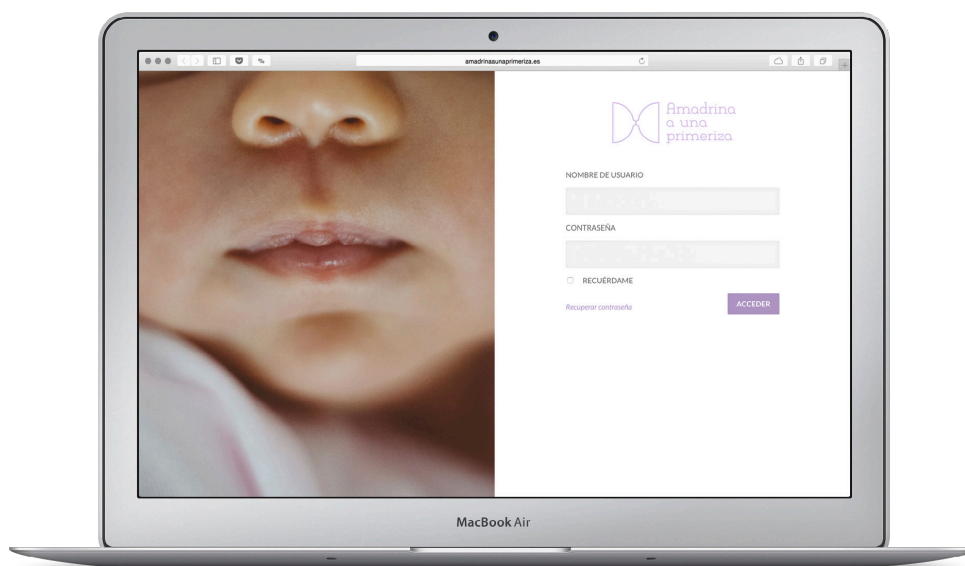 amadrinaaunaprimeriza.es
Amadrina
a una
primeriza
NOMBRE DE USUARIO
CONTRASEÑA
RECUÉRDAME
Recuperar contraseña
ACCEDER
MacBook Air